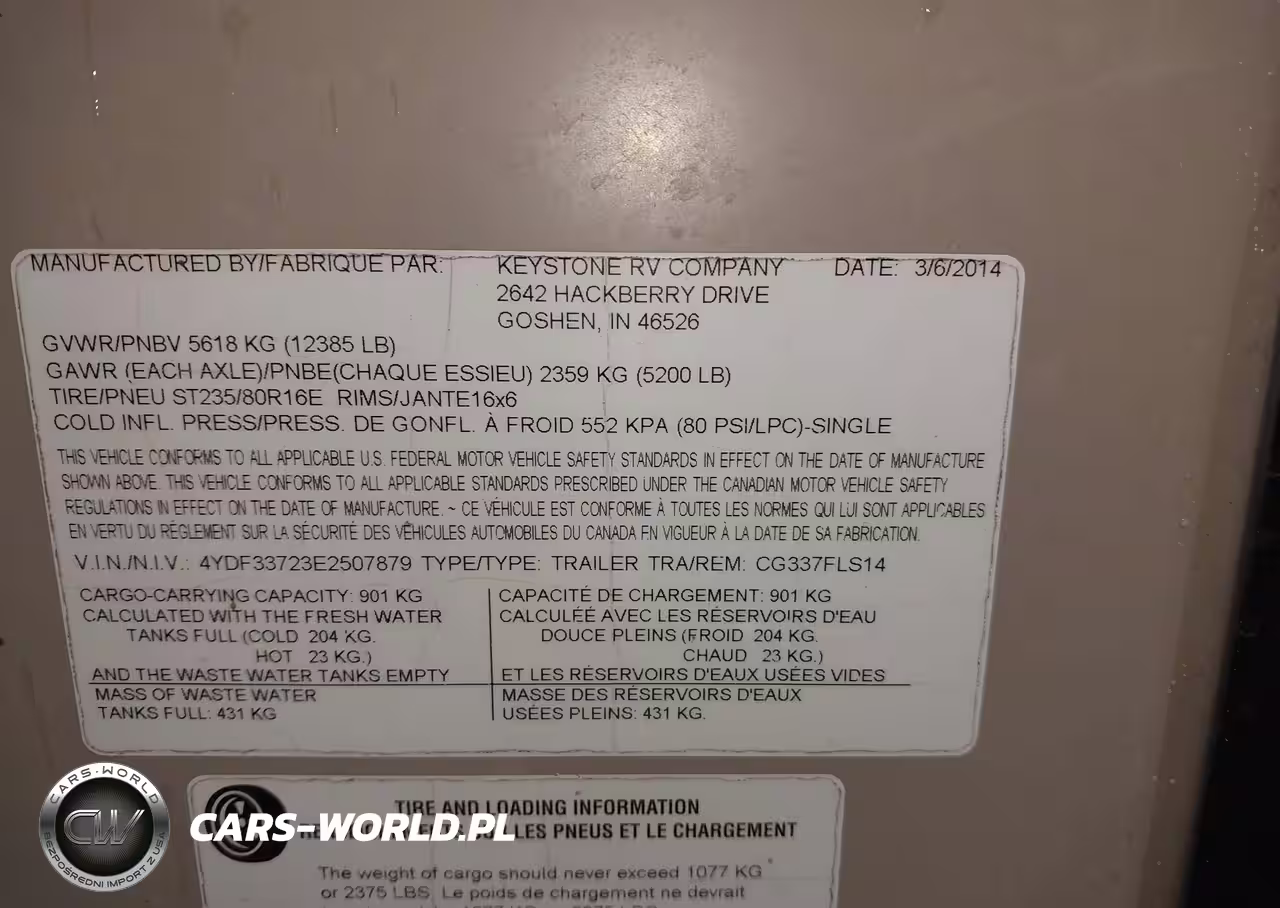 MANUFACTURED BY/FABRIQUE PAR: KEYSTONE RV COMPANY DATE: 3/6/2014
2642 HACKBERRY DRIVE
GOSHEN, IN 46526
GVWR/PNBV 5618 KG (12385 LB)
GAWR (EACH AXLE)/PNBE(CHAQUE ESSIEU) 2359 KG (5200 LB)
TIRE/PNEU ST235/80R16E RIMS/JANTE16x6
COLD INFL. PRESS/PRESS. DE GONFL. À FROID 552 KPA (80 PSI/LPC)-SINGLE
THIS VEHICLE CONFORMS TO ALL APPLICABLE U.S. FEDERAL MOTOR VEHICLE SAFETY STANDARDS IN EFFECT ON THE DATE OF MANUFACTURE
SHOWN ABOVE. THIS VEHICLE CONFORMS TO ALL APPLICABLE STANDARDS PRESCRIBED UNDER THE CANADIAN MOTOR VEHICLE SAFETY
REGULATIONS IN EFFECT ON THE DATE OF MANUFACTURE. ~ CE VÉHICULE EST CONFORME À TOUTES LES NORMES QUI LUI SONT APPLICABLES
EN VERTU DU RÉGLEMENT SUR LA SÉCURITÉ DES VÉHICULES AUTOMOBILES DU CANADA EN VIGUEUR À LA DATE DE SA FABRICATION.
V.I.N./N.I.V.: 4YDF33723E2507879 TYPE/TYPE: TRAILER TRA/REM: CG337FLS14
CARGO-CARRYING CAPACITY: 901 KG
CALCULATED WITH THE FRESH WATER
TANKS FULL (COLD 204 KG.
HOT 23 KG.)
AND THE WASTE WATER TANKS EMPTY
MASS OF WASTE WATER
TANKS FULL: 431 KG
CAPACITÉ DE CHARGEMENT: 901 KG
CALCULÉÉ AVEC LES RÉSERVOIRS D'EAU
DOUCE PLEINS (FROID 204 KG.
CHAUD 23 KG.)
ET LES RÉSERVOIRS D'EAUX USÉES VIDES
MASSE DES RÉSERVOIRS D'EAUX
USÉES PLEINS: 431 KG.
TIRE AND LOADING INFORMATION
LES PNEUS ET LE CHARGEMENT
The weight of cargo should never exceed 1077 KG
or 2375 LBS. Le poids de chargement ne devrait
CARS-WORLD
CW
BEZPOŚREDNI IMPORT Z USA
CARS-WORLD.PL